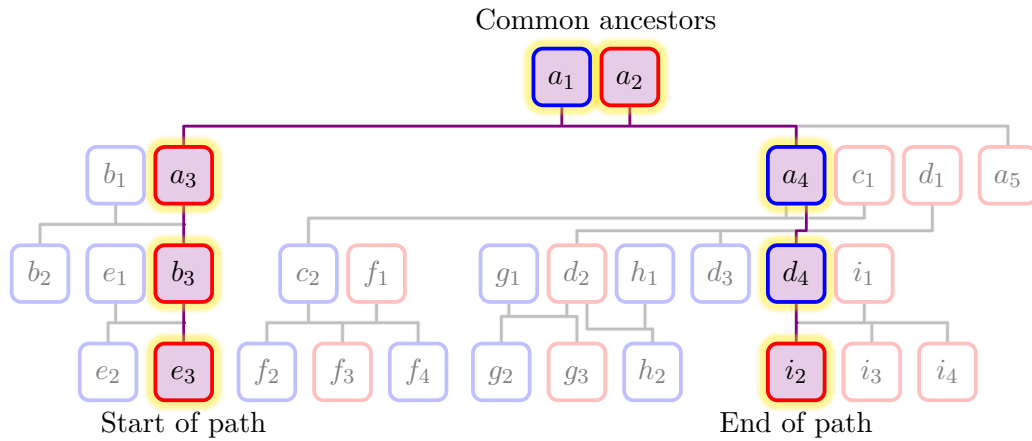 Common ancestors
a₁ a₂
b₁ a₃ a₄ c₁ d₁ a₅
b₂ e₁ b₃ c₂ f₁ g₁ d₂ h₁ d₃ d₄ i₁
e₂ e₃ f₂ f₃ f₄ g₂ g₃ h₂ i₂ i₃ i₄
Start of path End of path